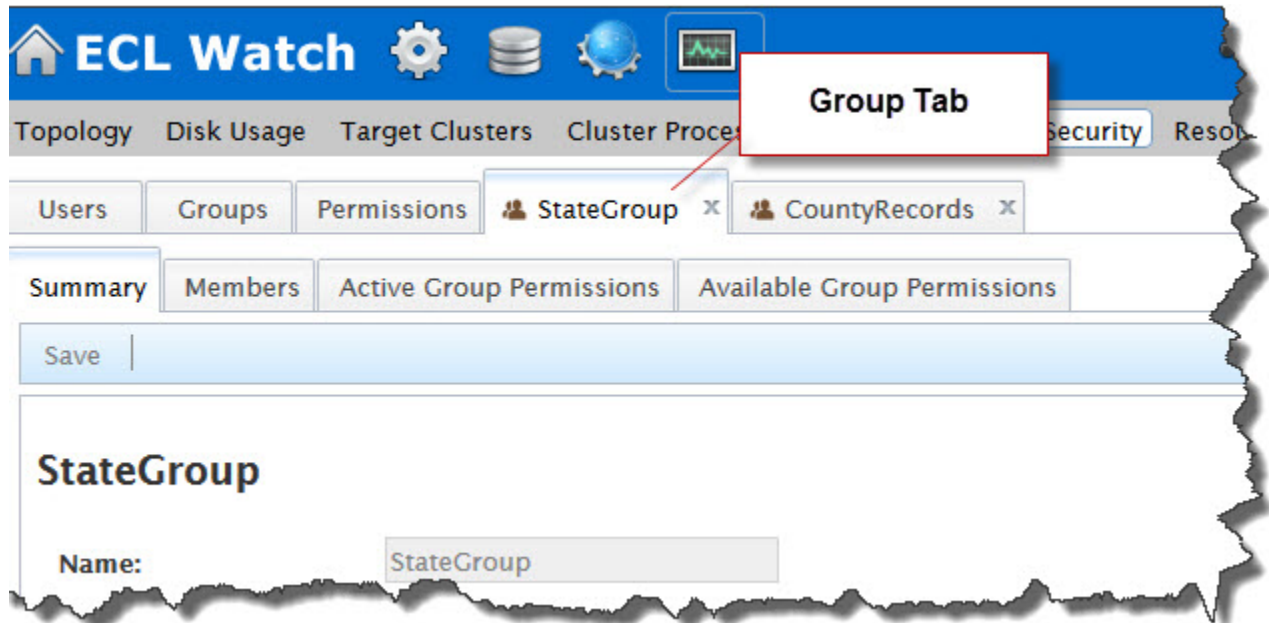 ECL Watch
Group Tab
Topology Disk Usage Target Clusters Cluster Security
Users Groups Permissions StateGroup x CountyRecords x
Summary Members Active Group Permissions Available Group Permissions
Save
StateGroup
Name: StateGroup